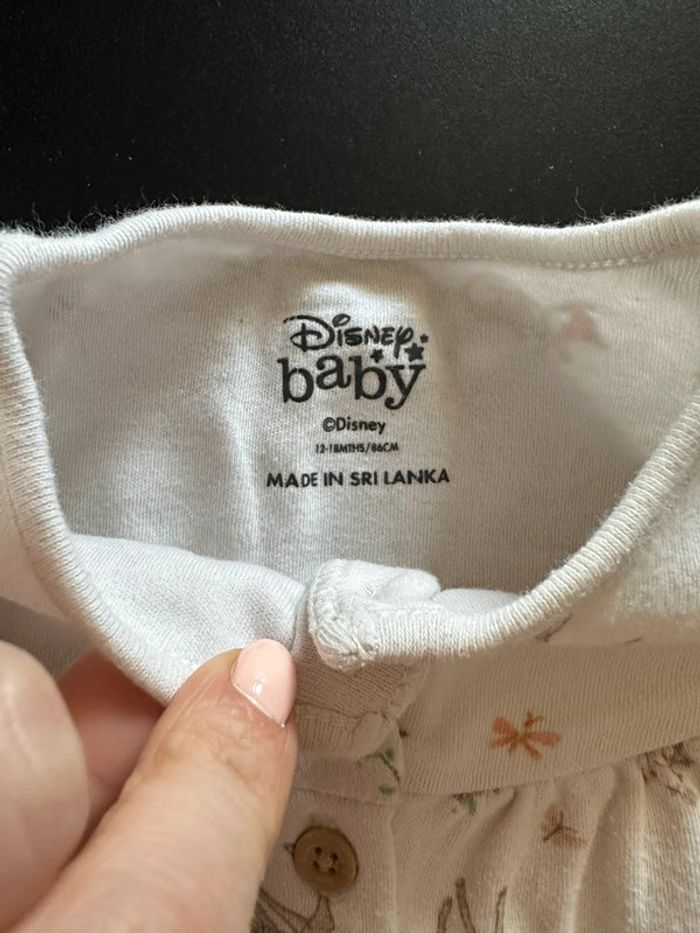 Disney
baby
©Disney
12-18MTHS/86CM
MADE IN SRI LANKA